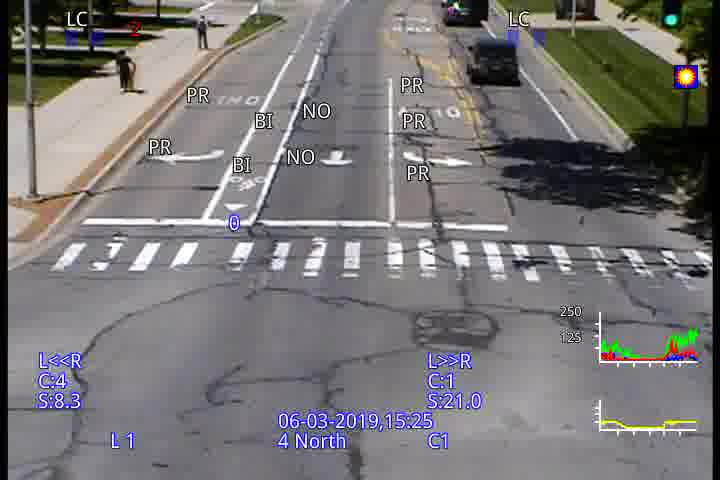 LC
2
LC
PR
PR
BI
NO
PR
PR
BI
NO
PR
0
250
125
L<<R
C:4
S:8.3
L>>R
C:1
S:21.0
06-03-2019,15:25
L 1
4 North
C1